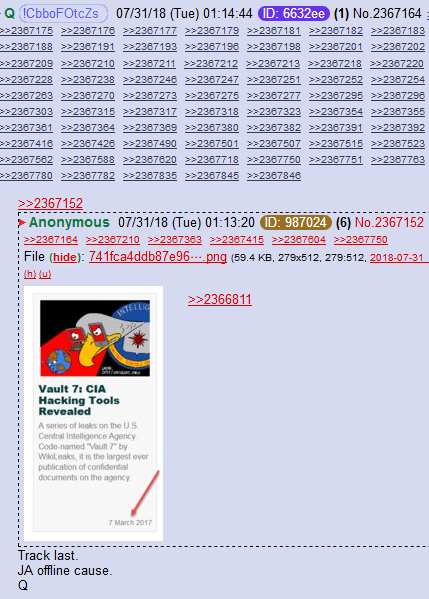 Q !CbboFOtcZs 07/31/18 (Tue) 01:14:44 ID: 6632ee (1) No.2367164
>>2367175 >>2367176 >>2367177 >>2367179 >>2367181 >>2367182 >>2367183
>>2367188 >>2367191 >>2367193 >>2367196 >>2367198 >>2367201 >>2367202
>>2367209 >>2367210 >>2367211 >>2367212 >>2367213 >>2367218 >>2367220
>>2367228 >>2367238 >>2367246 >>2367247 >>2367251 >>2367252 >>2367254
>>2367260 >>2367270 >>2367273 >>2367275 >>2367277 >>2367295 >>2367296
>>2367303 >>2367315 >>2367317 >>2367318 >>2367323 >>2367354 >>2367355
>>2367361 >>2367364 >>2367369 >>2367380 >>2367382 >>2367391 >>2367392
>>2367416 >>2367426 >>2367490 >>2367501 >>2367507 >>2367515 >>2367523
>>2367562 >>2367588 >>2367620 >>2367718 >>2367750 >>2367751 >>2367763
>>2367780 >>2367782 >>2367835 >>2367845 >>2367846
>>2367152
Anonymous 07/31/18 (Tue) 01:13:20 ID: 987024 (6) No.2367152
>>2367164 >>2367210 >>2367363 >>2367415 >>2367604 >>2367750
File (hide): 741fca4ddb87e96⋯.png (59.4 KB, 279x512, 279:512, 2018-07-31
(h) (u)
>>2366811
Vault 7: CIA
Hacking Tools
Revealed
A series of leaks on the U.S.
Central Intelligence Agency.
Code-named "Vault 7" by
WikiLeaks, it is the largest ever
publication of confidential
documents on the agency.
7 March 2017
Track last.
JA offline cause.
Q